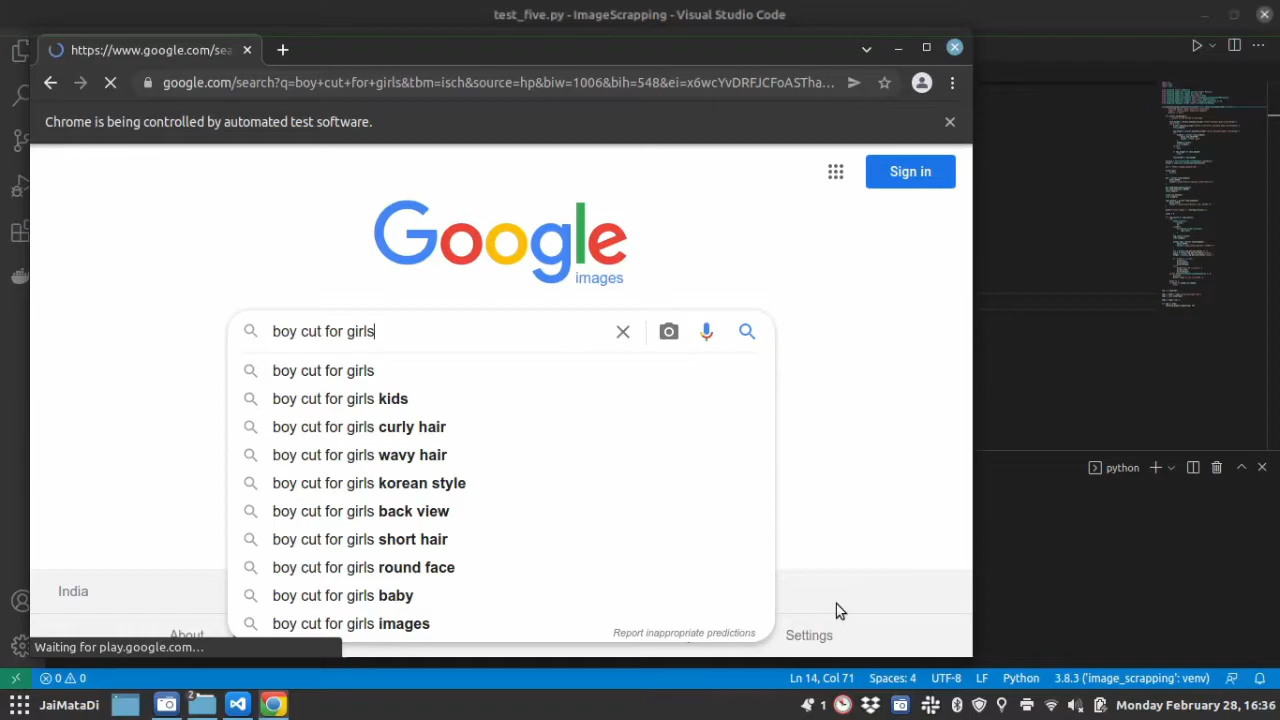 test_five.py - ImageScrapping - Visual Studio Code
https://www.google.com/sea
google.com/search?q=boy+cut+for+girls&tbm=isch&source=hp&biw=1006&bih=548&ei=x6wcYvDREJCFoASTha...
Chrome is being controlled by automated test software.
Sign in
Google
images
boy cut for girls
boy cut for girls
boy cut for girls kids
boy cut for girls curly hair
boy cut for girls wavy hair
boy cut for girls korean style
boy cut for girls back view
boy cut for girls short hair
boy cut for girls round face
boy cut for girls baby
boy cut for girls images
Report inappropriate predictions
India
About
Settings
Waiting for play.google.com...
python
0 0
Ln 14, Col 71
Spaces: 4
UTF-8
LF
Python
3.8.3 ('image_scrapping': venv)
JaiMataDi
2
1
Monday February 28, 16:36